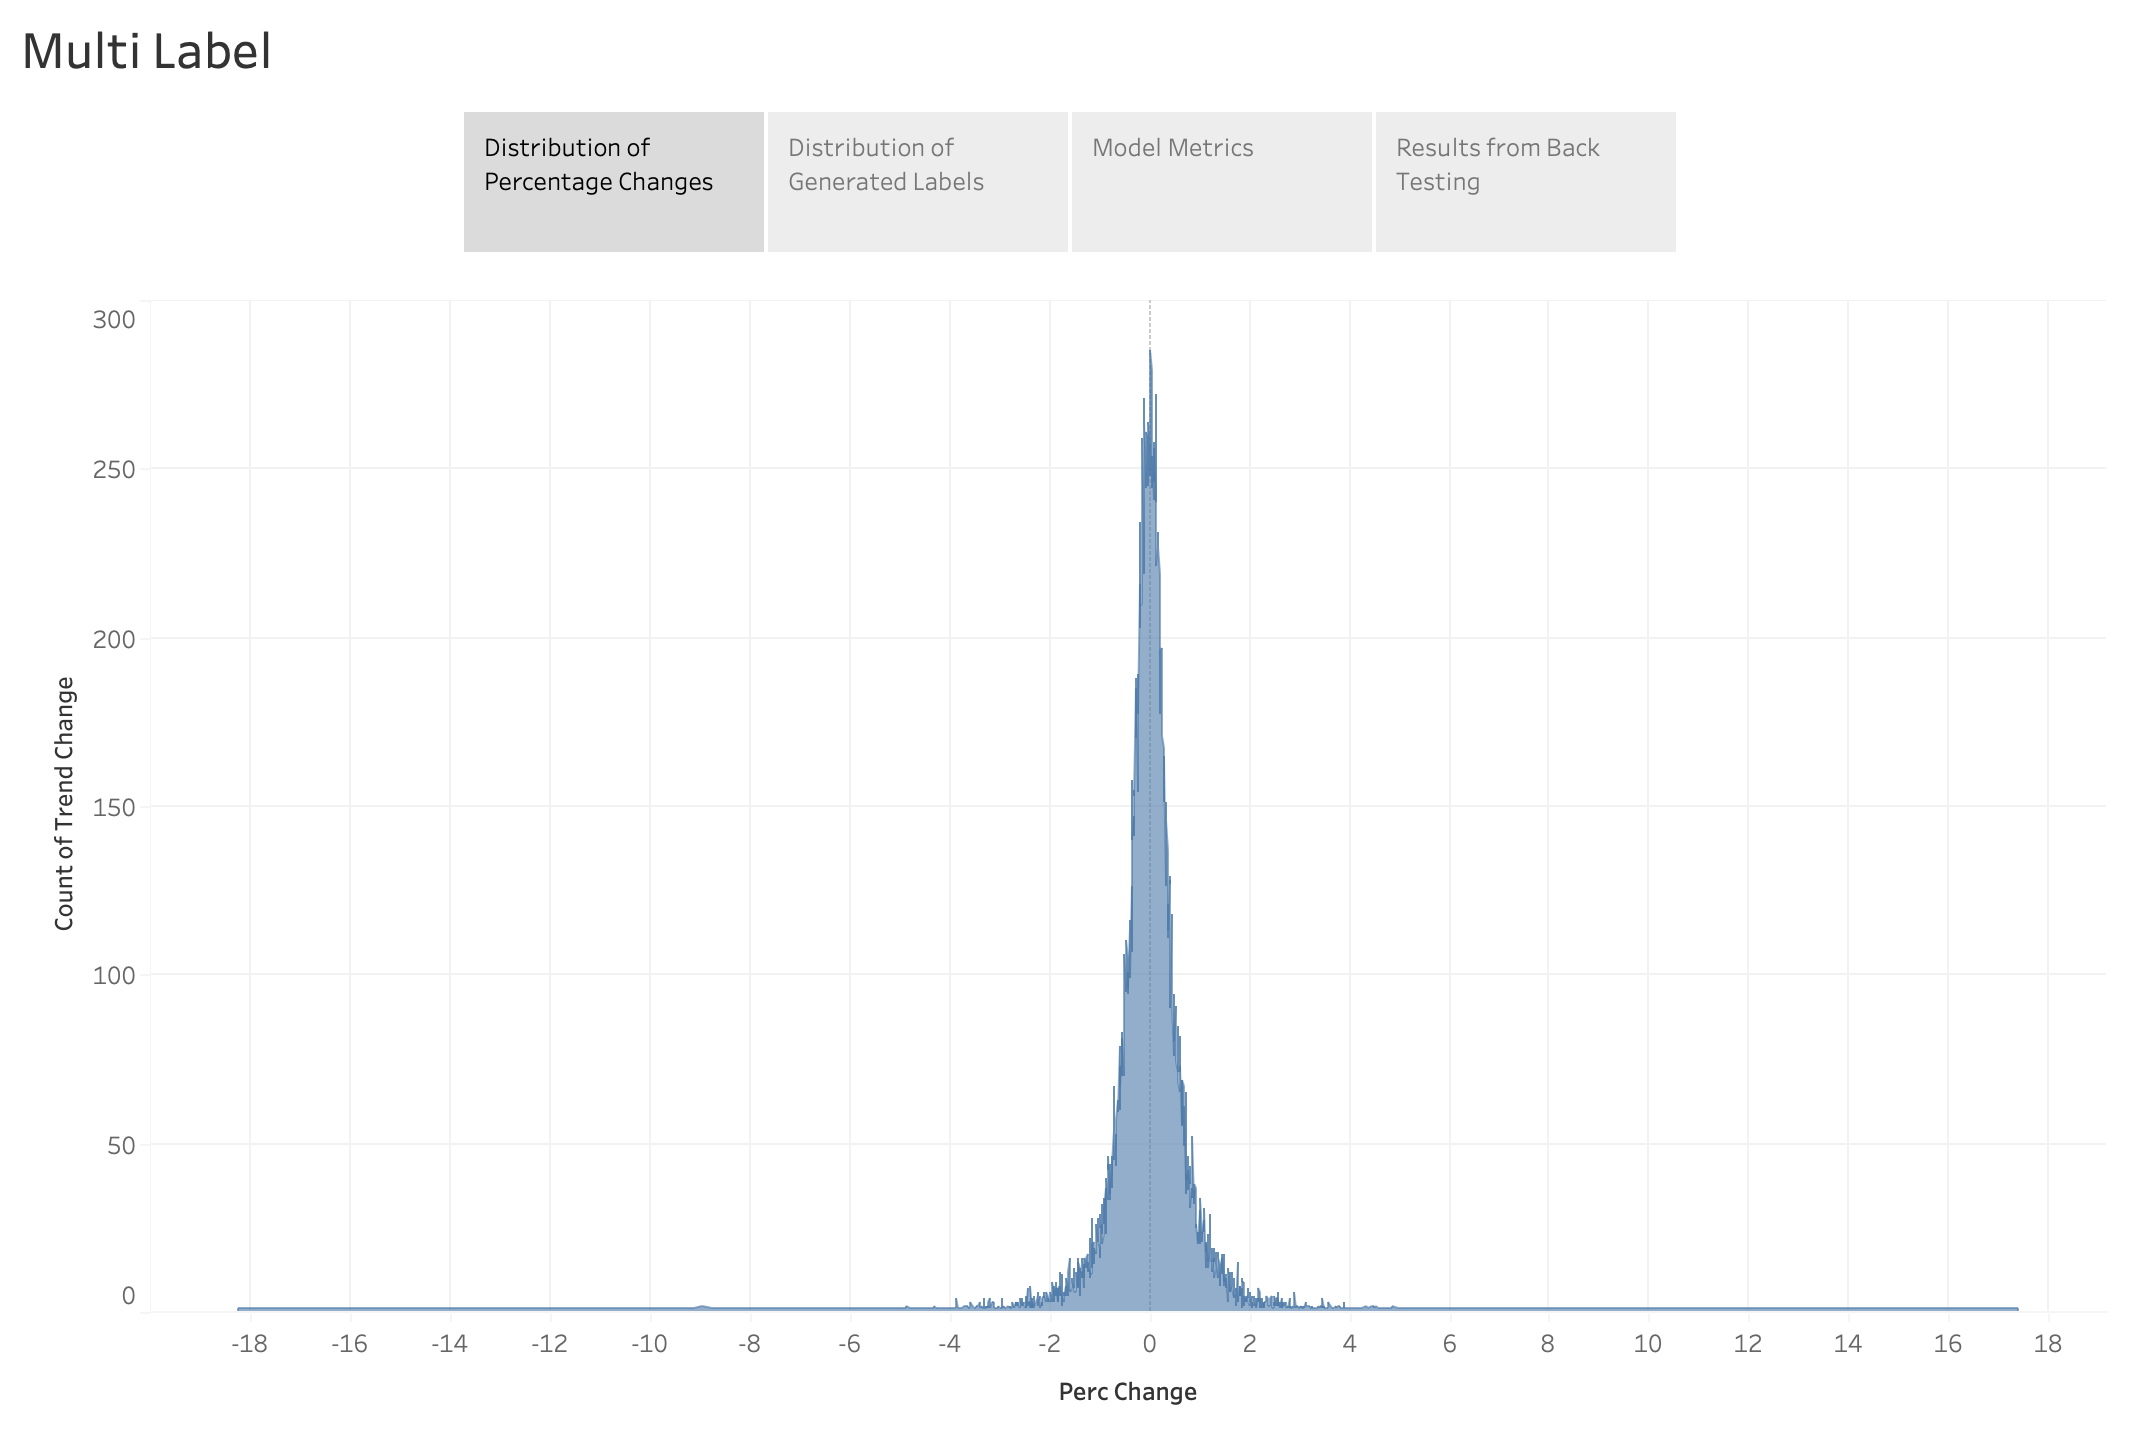 Multi Label
Distribution of
Percentage Changes
Distribution of
Generated Labels
Model Metrics
Results from Back
Testing
300
250
200
150
100
50
0
Count of Trend Change
-18 -16 -14 -12 -10 -8 -6 -4 -2 0 2 4 6 8 10 12 14 16 18
Perc Change